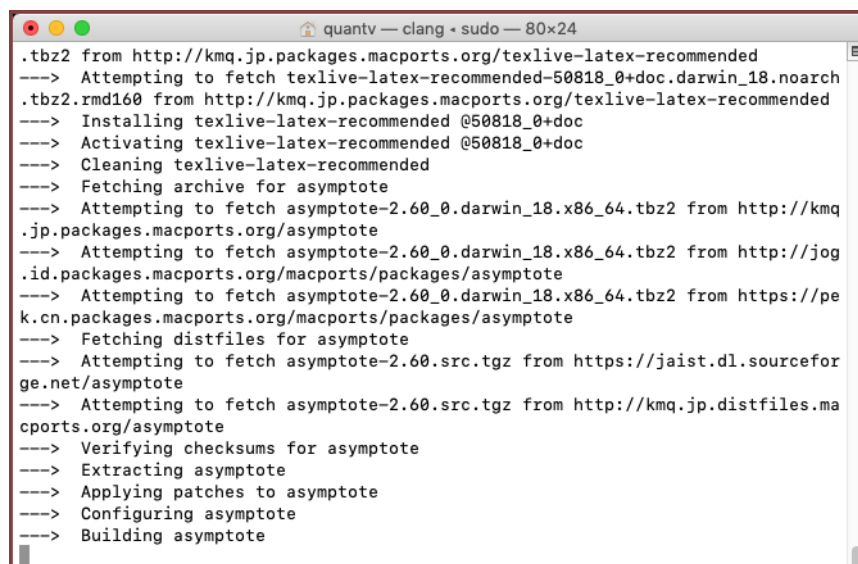 quantv — clang ◂ sudo — 80×24
.tbz2 from http://kmq.jp.packages.macports.org/texlive-latex-recommended
--->  Attempting to fetch texlive-latex-recommended-50818_0+doc.darwin_18.noarch
.tbz2.rmd160 from http://kmq.jp.packages.macports.org/texlive-latex-recommended
--->  Installing texlive-latex-recommended @50818_0+doc
--->  Activating texlive-latex-recommended @50818_0+doc
--->  Cleaning texlive-latex-recommended
--->  Fetching archive for asymptote
--->  Attempting to fetch asymptote-2.60_0.darwin_18.x86_64.tbz2 from http://kmq
.jp.packages.macports.org/asymptote
--->  Attempting to fetch asymptote-2.60_0.darwin_18.x86_64.tbz2 from http://jog
.id.packages.macports.org/macports/packages/asymptote
--->  Attempting to fetch asymptote-2.60_0.darwin_18.x86_64.tbz2 from https://pe
k.cn.packages.macports.org/macports/packages/asymptote
--->  Fetching distfiles for asymptote
--->  Attempting to fetch asymptote-2.60.src.tgz from https://jaist.dl.sourcefor
ge.net/asymptote
--->  Attempting to fetch asymptote-2.60.src.tgz from http://kmq.jp.distfiles.ma
cports.org/asymptote
--->  Verifying checksums for asymptote
--->  Extracting asymptote
--->  Applying patches to asymptote
--->  Configuring asymptote
--->  Building asymptote